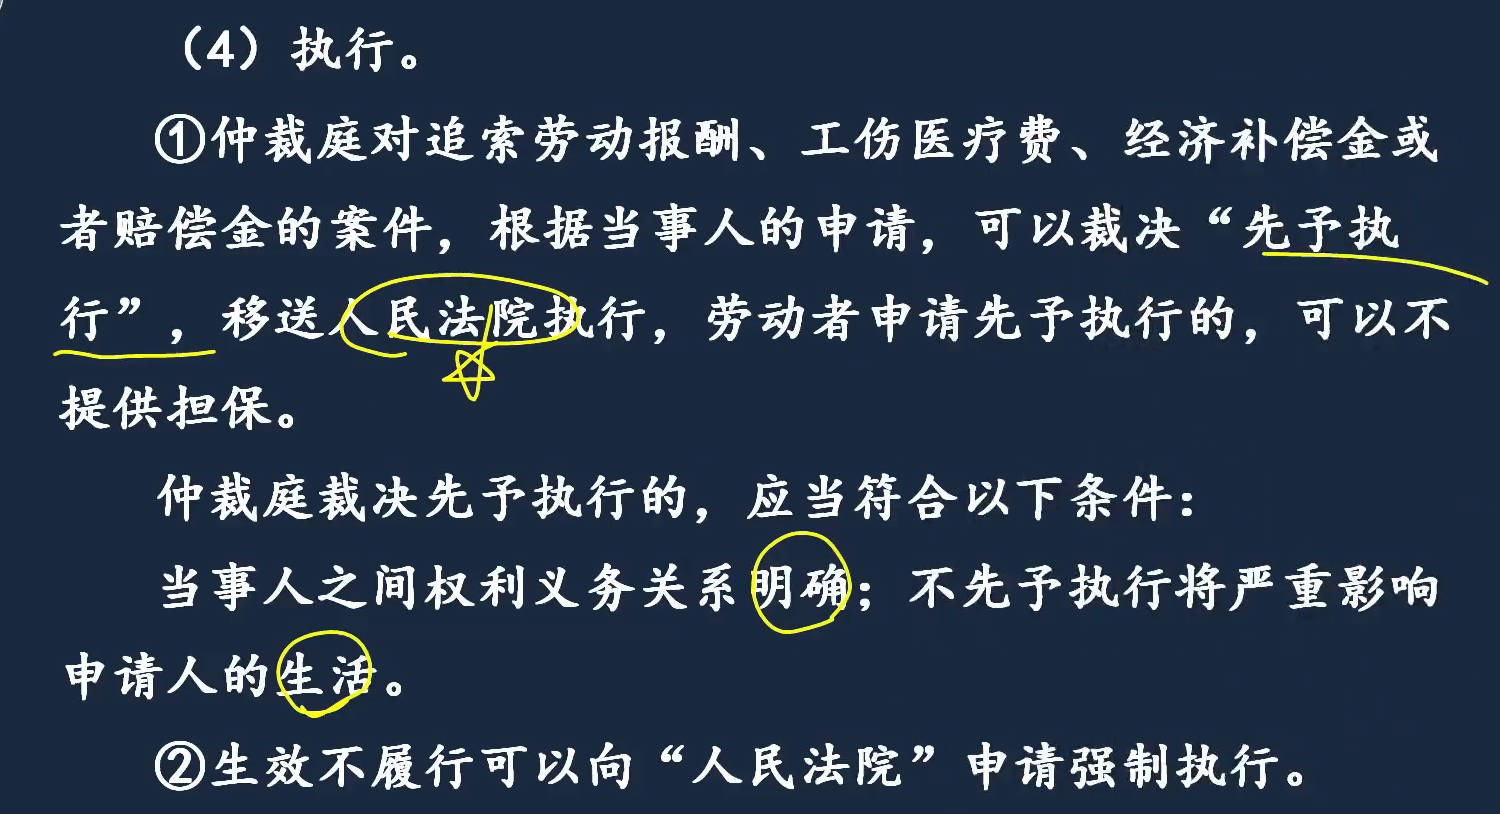 （4）执行。
①仲裁庭对追索劳动报酬、工伤医疗费、经济补偿金或
者赔偿金的案件，根据当事人的申请，可以裁决“先予执
行”，移送人民法院执行，劳动者申请先予执行的，可以不
提供担保。
仲裁庭裁决先予执行的，应当符合以下条件：
当事人之间权利义务关系明确；不先予执行将严重影响
申请人的生活。
②生效不履行可以向“人民法院”申请强制执行。